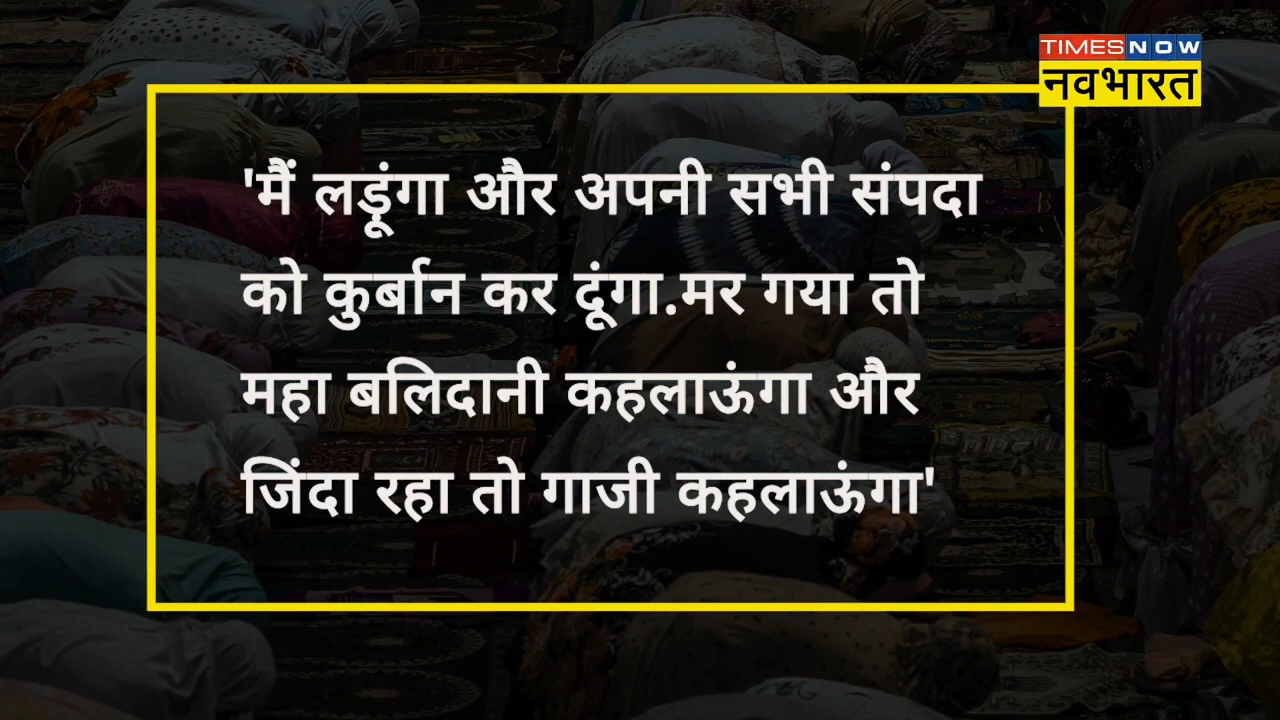 TIMES NOW
नवभारत
'मैं लड़ूंगा और अपनी सभी संपदा
को कुर्बान कर दूंगा.मर गया तो
महा बलिदानी कहलाऊंगा और
जिंदा रहा तो गाजी कहलाऊंगा'